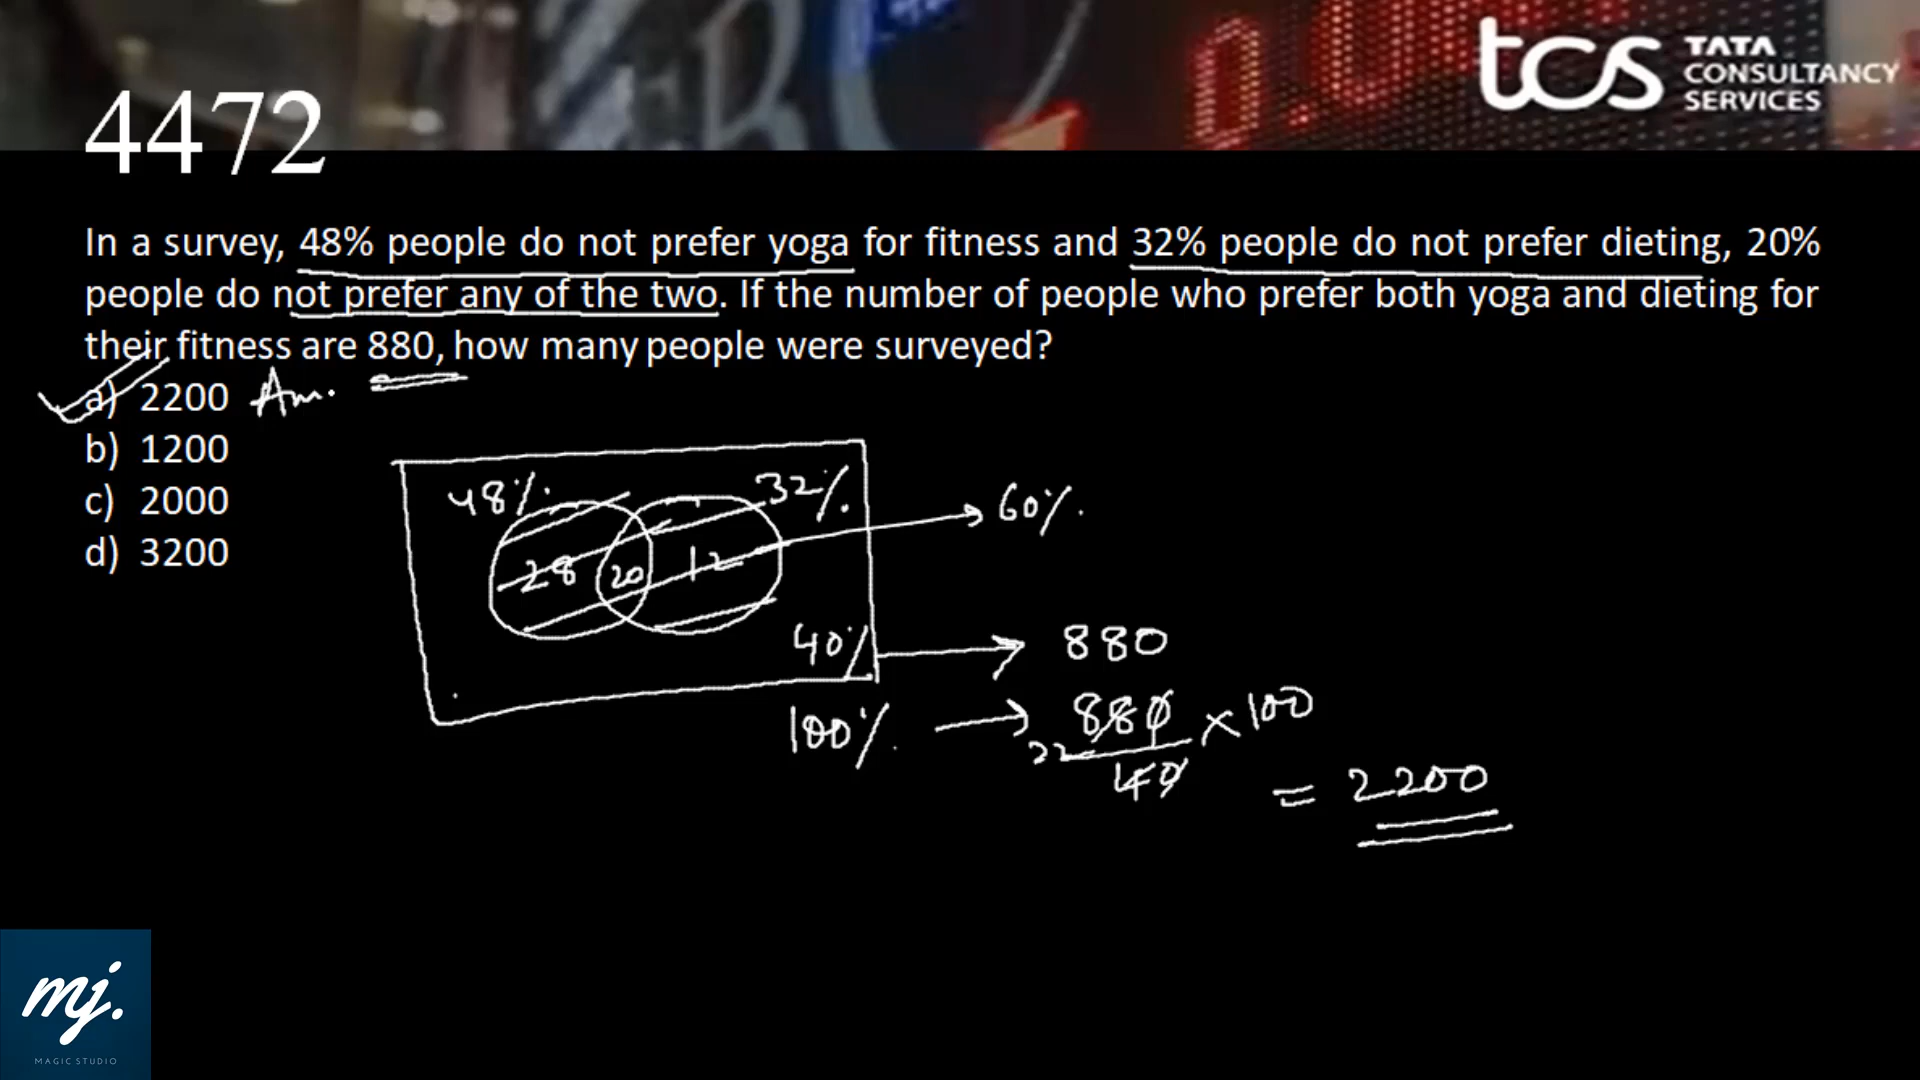 tcs TATA
CONSULTANCY
SERVICES
4472
In a survey, 48% people do not prefer yoga for fitness and 32% people do not prefer dieting, 20%
people do not prefer any of the two. If the number of people who prefer both yoga and dieting for
their fitness are 880, how many people were surveyed?
a) 2200 Ans.
b) 1200
c) 2000
d) 3200
48% 32%
60%
28 20 12
40% 880
100% 880 × 100
22
40
= 2200
mj.
MAGIC STUDIO